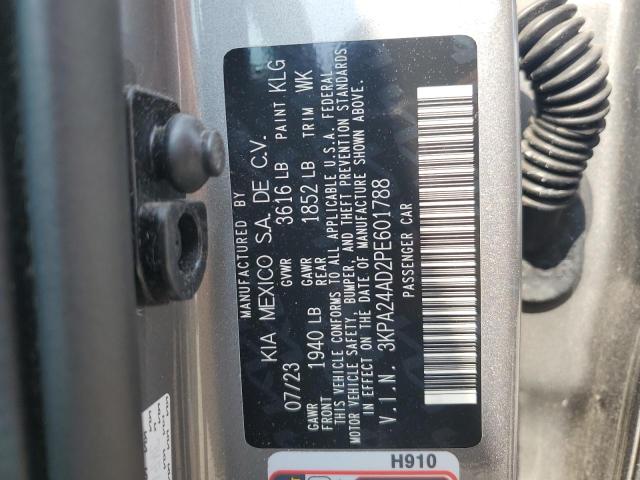 MANUFACTURED BY
KIA MEXICO S.A, DE C.V.
07/23 GVWR 3616 LB PAINT KLG
GAWR FRONT 1940 LB GAWR REAR 1852 LB TRIM WK
THIS VEHICLE CONFORMS TO ALL APPLICABLE U.S.A. FEDERAL
MOTOR VEHICLE SAFETY, BUMPER, AND THEFT PREVENTION STANDARDS
IN EFFECT ON THE DATE OF MANUFACTURE SHOWN ABOVE.
V.I.N. 3KPA24AD2PE601788
PASSENGER CAR
H910